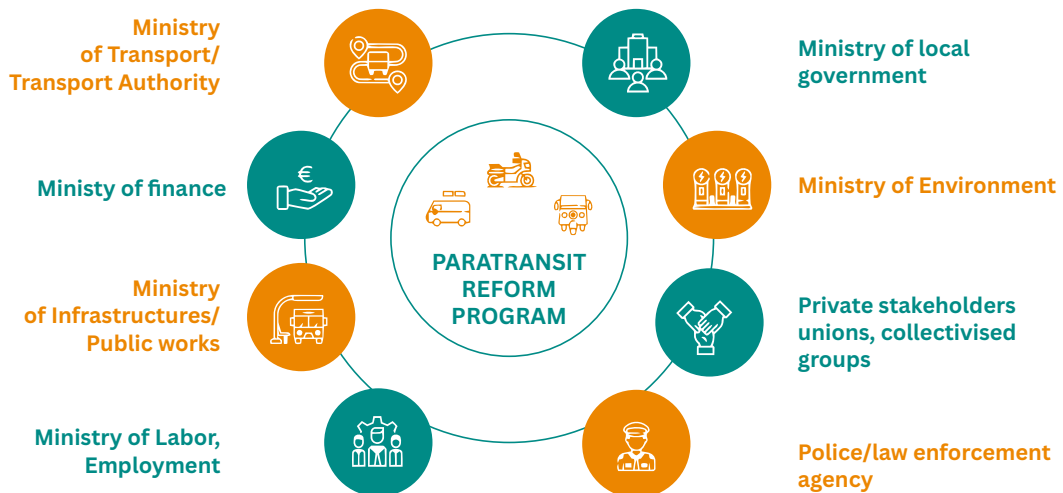 Ministry
of Transport/
Transport Authority
Ministy of finance
Ministry
of Infrastructures/
Public works
Ministry of Labor,
Employment
€
PARATRANSIT
REFORM
PROGRAM
Ministry of local
government
Ministry of Environment
Private stakeholders
unions, collectivised
groups
Police/law enforcement
agency